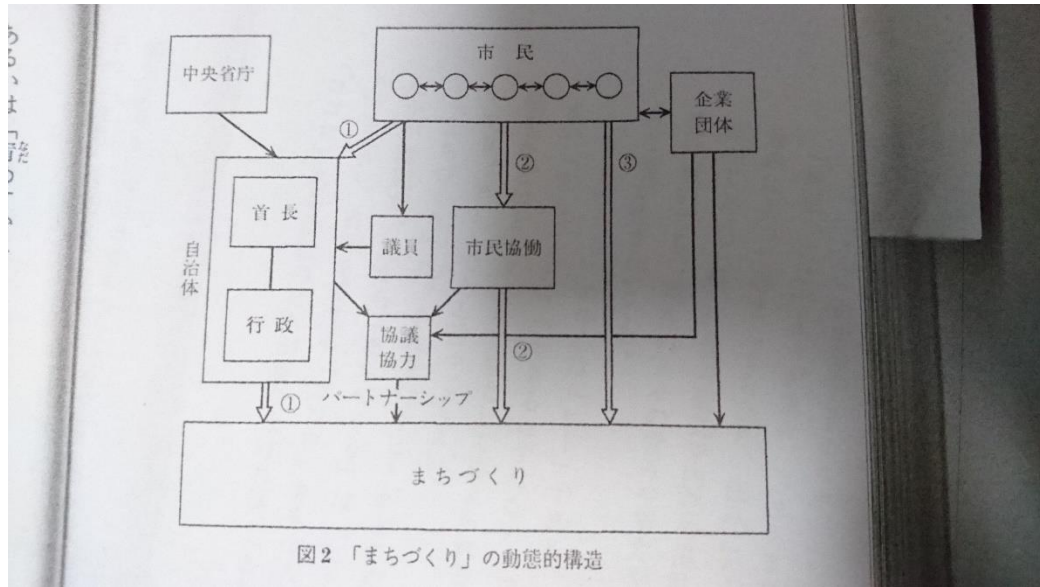 市民
中央省庁
企業
団体
①
②
③
首長
自治体
議員
市民協働
行政
協議
協力
②
①
パートナーシップ
まちづくり
図2 「まちづくり」の動態的構造